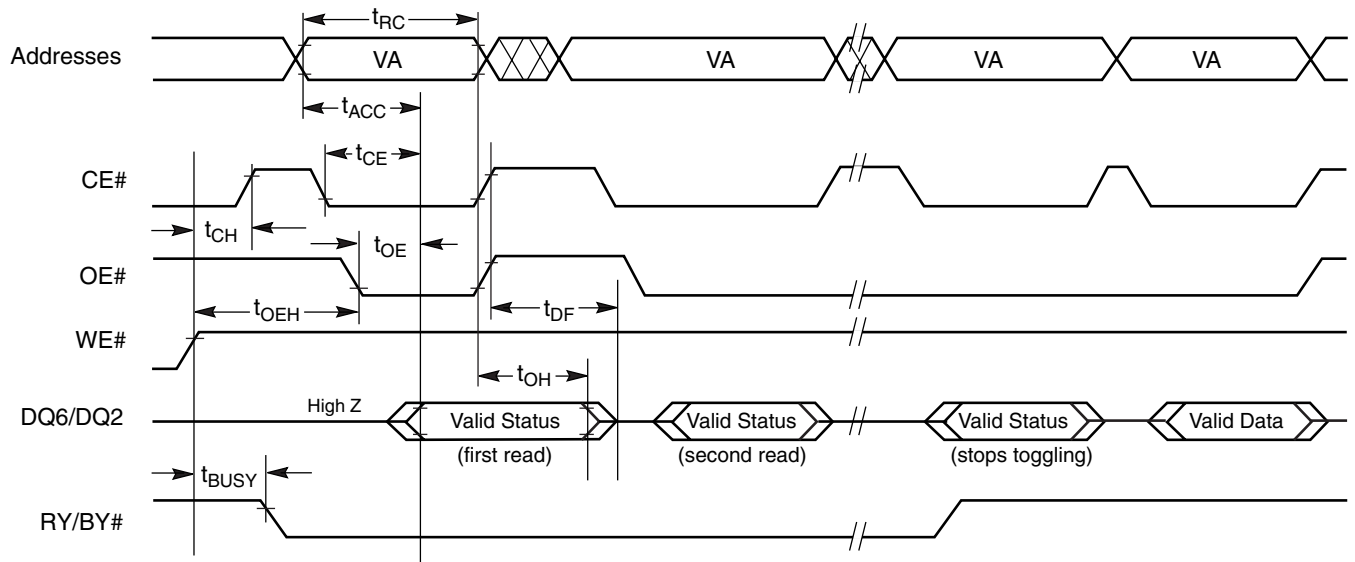 tRC
Addresses VA VA VA VA
tACC
tCE
CE#
tCH tOE
OE#
tOEH tDF
WE#
tOH
High Z
DQ6/DQ2 Valid Status Valid Status Valid Status Valid Data
(first read) (second read) (stops toggling)
tBUSY
RY/BY#